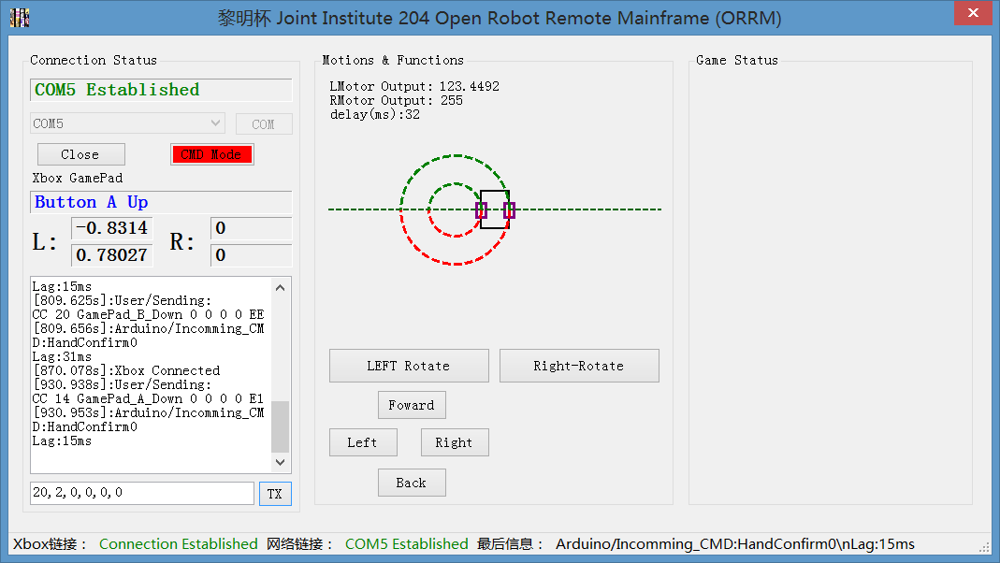 黎明杯 Joint Institute 204 Open Robot Remote Mainframe (ORRM)
Connection Status
COM5 Established
COM5
COM
Close
CMD Mode
Xbox GamePad
Button A Up
L:
-0.8314
0.78027
R:
0
0
Lag:15ms
[809.625s]:User/Sending:
CC 20 GamePad_B_Down 0 0 0 0 EE
[809.656s]:Arduino/Incomming_CM
D:HandConfirm0
Lag:31ms
[870.078s]:Xbox Connected
[930.938s]:User/Sending:
CC 14 GamePad_A_Down 0 0 0 0 E1
[930.953s]:Arduino/Incomming_CM
D:HandConfirm0
Lag:15ms
20,2,0,0,0,0
TX
Motions & Functions
LMotor Output: 123.4492
RMotor Output: 255
delay(ms):32
LEFT Rotate
Right-Rotate
Foward
Left
Right
Back
Game Status
Xbox链接： Connection Established 网络链接： COM5 Established 最后信息： Arduino/Incomming_CMD:HandConfirm0\nLag:15ms